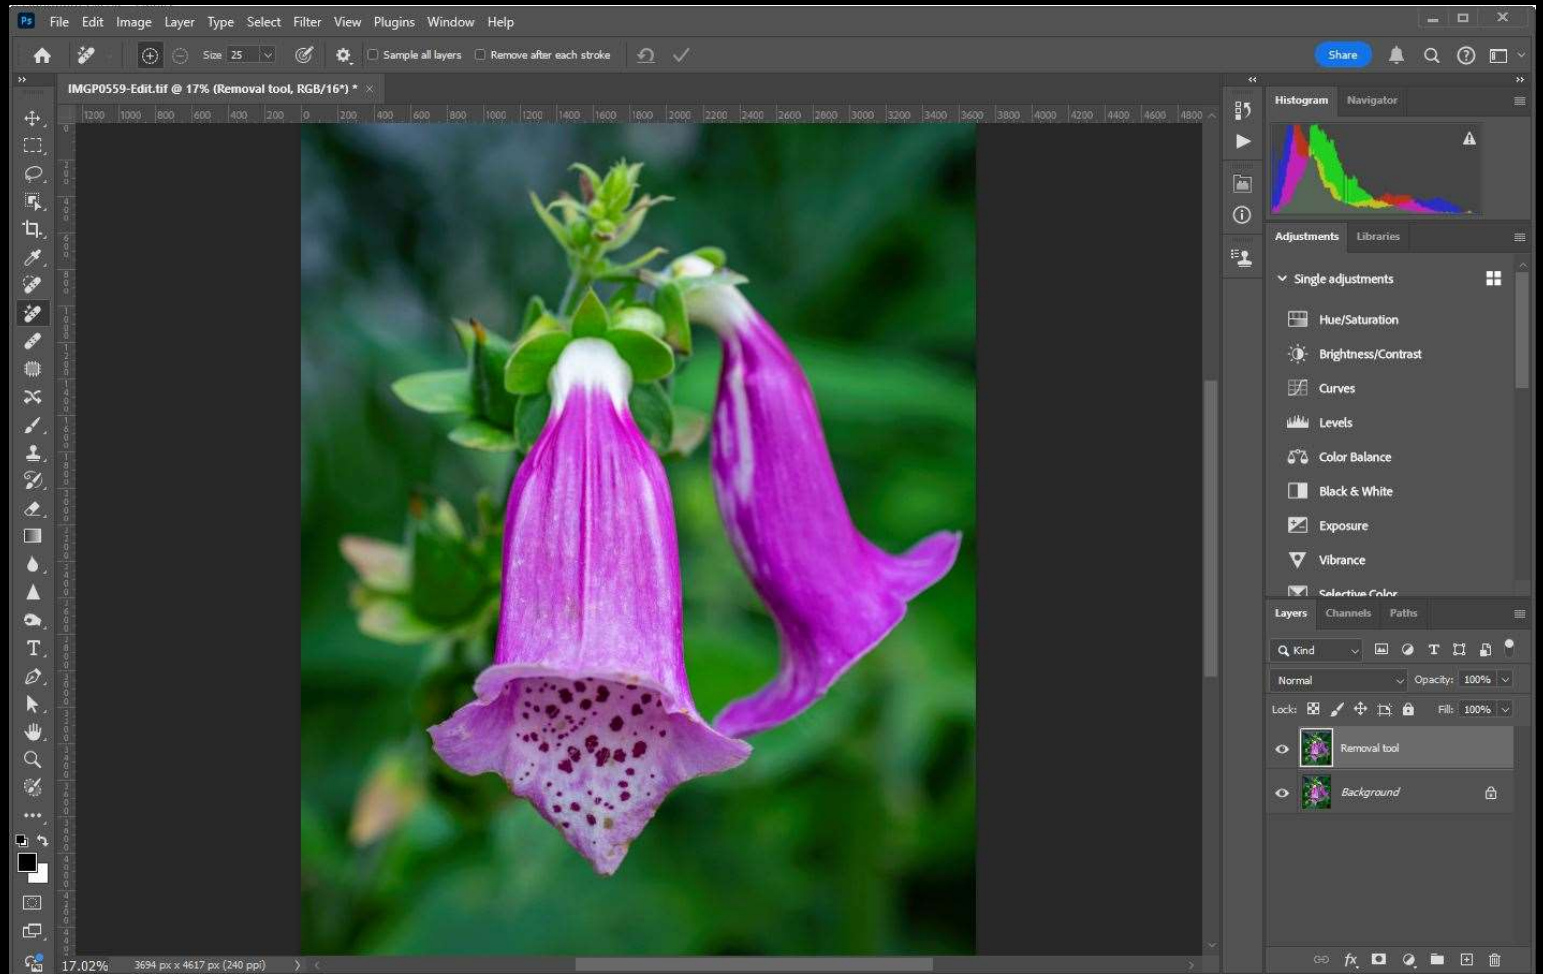 Ps File Edit Image Layer Type Select Filter View Plugins Window Help
Size 25 Sample all layers Remove after each stroke Share
IMGP0559-Edit.tif @ 17% (Removal tool, RGB/16*) * ×
1200 1000 800 600 400 200 0 200 400 600 800 1000 1200 1400 1600 1800 2000 2200 2400 2600 2800 3000 3200 3400 3600 3800 4000 4200 4400 4600 4800
Histogram Navigator
Adjustments Libraries
Single adjustments
Hue/Saturation
Brightness/Contrast
Curves
Levels
Color Balance
Black & White
Exposure
Vibrance
Selective Color
Layers Channels Paths
Kind
Normal Opacity: 100%
Lock: Fill: 100%
Removal tool
Background
fx
17.02% 3694 px x 4617 px (240 ppi)